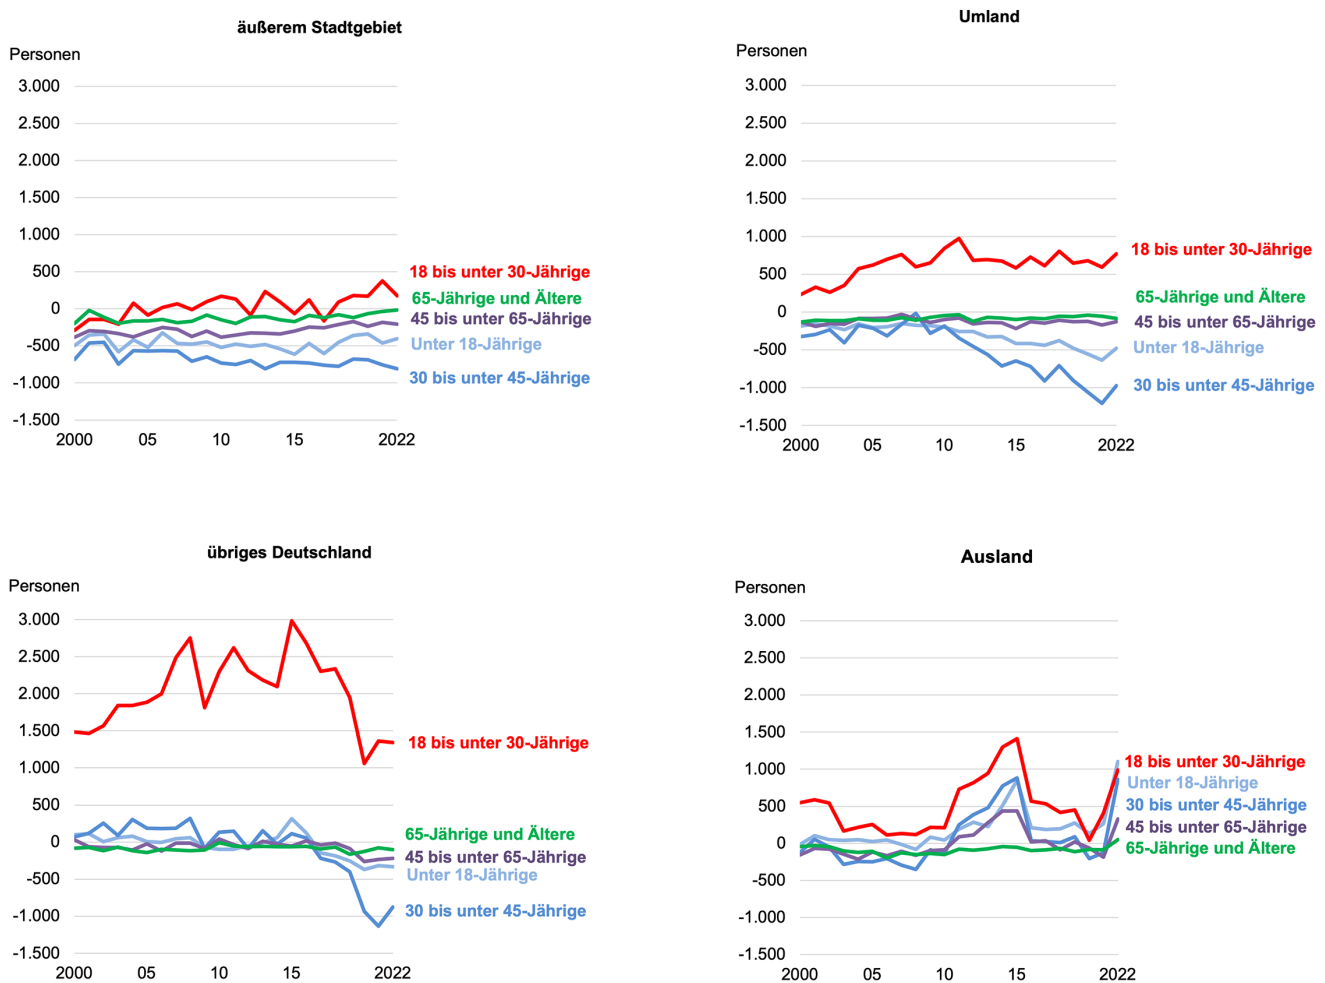 äußerem Stadtgebiet
Personen
3.000
2.500
2.000
1.500
1.000
500
0
-500
-1.000
-1.500
2000 05 10 15 2022
18 bis unter 30-Jährige
65-Jährige und Ältere
45 bis unter 65-Jährige
Unter 18-Jährige
30 bis unter 45-Jährige
Umland
Personen
3.000
2.500
2.000
1.500
1.000
500
0
-500
-1.000
-1.500
2000 05 10 15 2022
18 bis unter 30-Jährige
65-Jährige und Ältere
45 bis unter 65-Jährige
Unter 18-Jährige
30 bis unter 45-Jährige
übriges Deutschland
Personen
3.000
2.500
2.000
1.500
1.000
500
0
-500
-1.000
-1.500
2000 05 10 15 2022
18 bis unter 30-Jährige
65-Jährige und Ältere
45 bis unter 65-Jährige
Unter 18-Jährige
30 bis unter 45-Jährige
Ausland
Personen
3.000
2.500
2.000
1.500
1.000
500
0
-500
-1.000
-1.500
2000 05 10 15 2022
18 bis unter 30-Jährige
Unter 18-Jährige
30 bis unter 45-Jährige
45 bis unter 65-Jährige
65-Jährige und Ältere